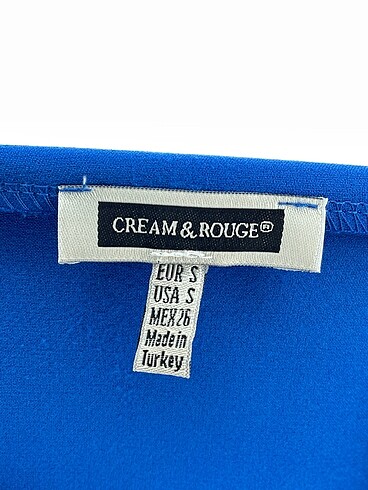 CREAM & ROUGE
EUR S
USA S
MEX26
Made in
Turkey